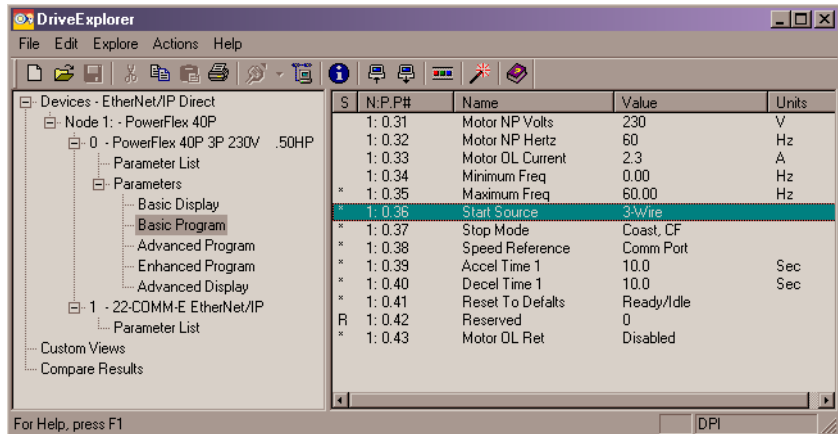 DriveExplorer
File Edit Explore Actions Help
Devices - EtherNet/IP Direct
Node 1: - PowerFlex 40P
0 - PowerFlex 40P 3P 230V .50HP
Parameter List
Parameters
Basic Display
Basic Program
Advanced Program
Enhanced Program
Advanced Display
1 - 22-COMM-E EtherNet/IP
Parameter List
Custom Views
Compare Results
S N:P.P# Name Value Units
1: 0.31 Motor NP Volts 230 V
1: 0.32 Motor NP Hertz 60 Hz
1: 0.33 Motor OL Current 2.3 A
1: 0.34 Minimum Freq 0.00 Hz
* 1: 0.35 Maximum Freq 60.00 Hz
* 1: 0.36 Start Source 3-Wire
* 1: 0.37 Stop Mode Coast, CF
* 1: 0.38 Speed Reference Comm Port
* 1: 0.39 Accel Time 1 10.0 Sec
* 1: 0.40 Decel Time 1 10.0 Sec
* 1: 0.41 Reset To Defalts Ready/Idle
R 1: 0.42 Reserved 0
* 1: 0.43 Motor OL Ret Disabled
For Help, press F1
DPI